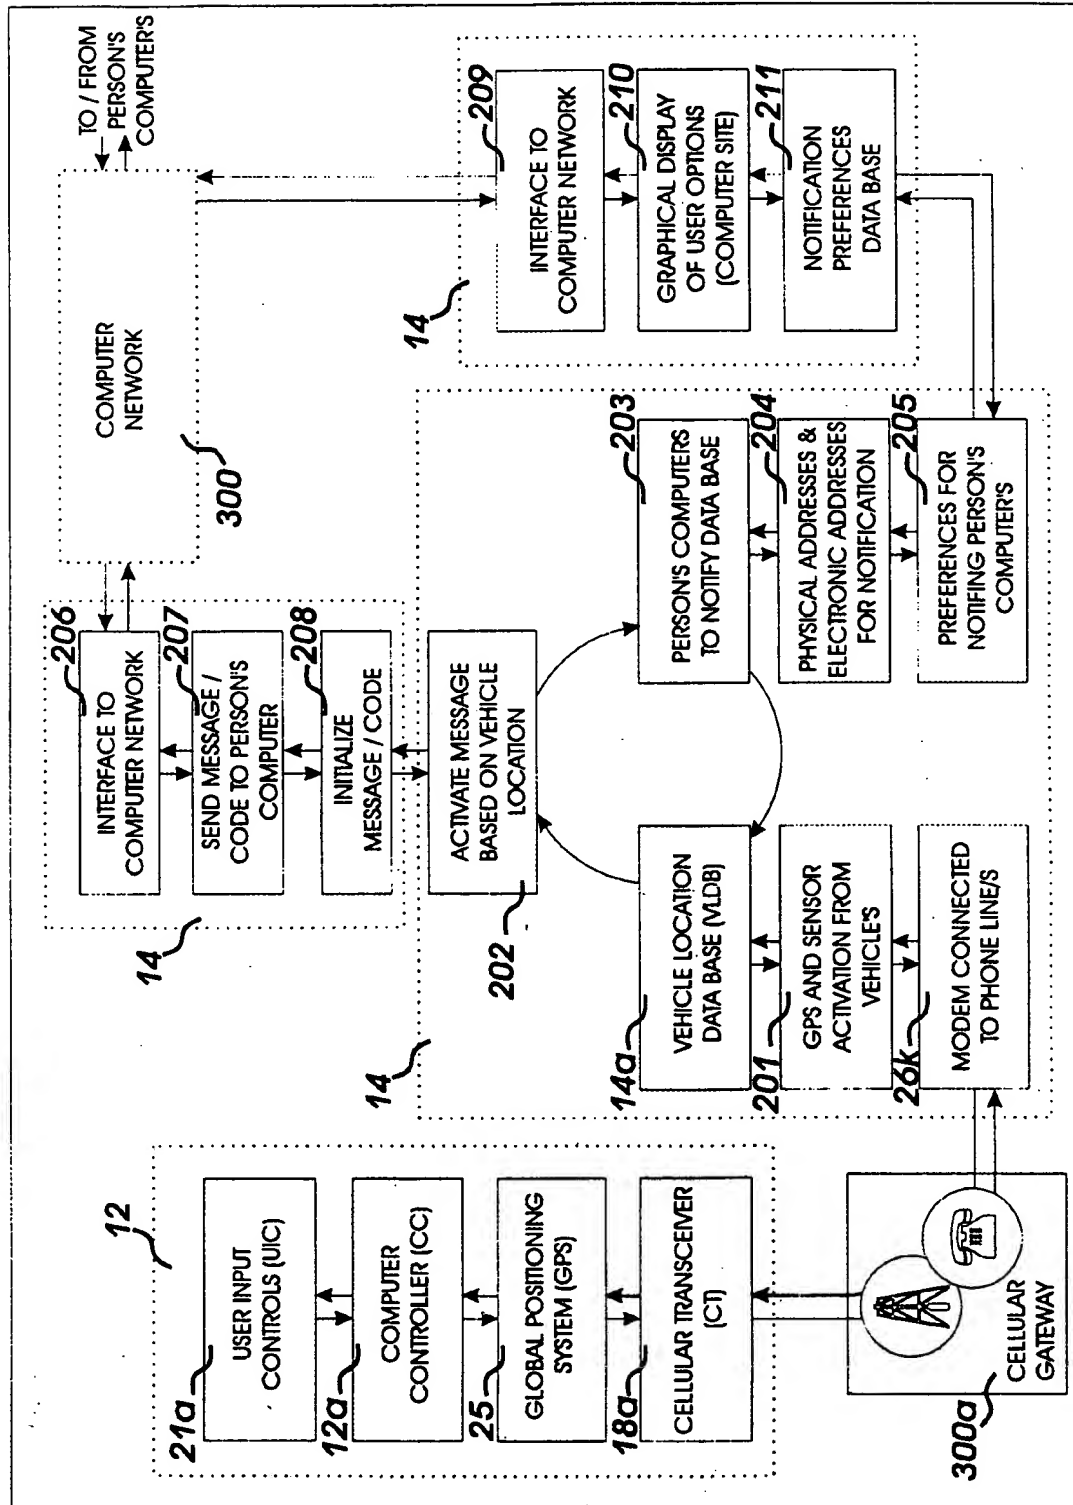 12
21a
USER INPUT
CONTROLS (UIC)
12a
COMPUTER
CONTROLLER (CC)
25
GLOBAL POSITIONING
SYSTEM (GPS)
18a
CELLULAR TRANSCEIVER
(CT)
300a
CELLULAR
GATEWAY
14
206
INTERFACE TO
COMPUTER NETWORK
207
SEND MESSAGE /
CODE TO PERSON'S
COMPUTER
208
INITIALIZE
MESSAGE / CODE
14
202
ACTIVATE MESSAGE
BASED ON VEHICLE
LOCATION
14a
VEHICLE LOCATION
DATA BASE (VLDB)
201
GPS AND SENSOR
ACTIVATION FROM
VEHICLE'S
26k
MODEM CONNECTED
TO PHONE LINE/S
203
PERSON'S COMPUTERS
TO NOTIFY DATA BASE
204
PHYSICAL ADDRESSES &
ELECTRONIC ADDRESSES
FOR NOTIFICATION
205
PREFERENCES FOR
NOTIFING PERSON'S
COMPUTER'S
300
COMPUTER
NETWORK
TO / FROM
PERSON'S
COMPUTER'S
14
209
INTERFACE TO
COMPUTER NETWORK
210
GRAPHICAL DISPLAY
OF USER OPTIONS
(COMPUTER SITE)
211
NOTIFICATION
PREFERENCES
DATA BASE